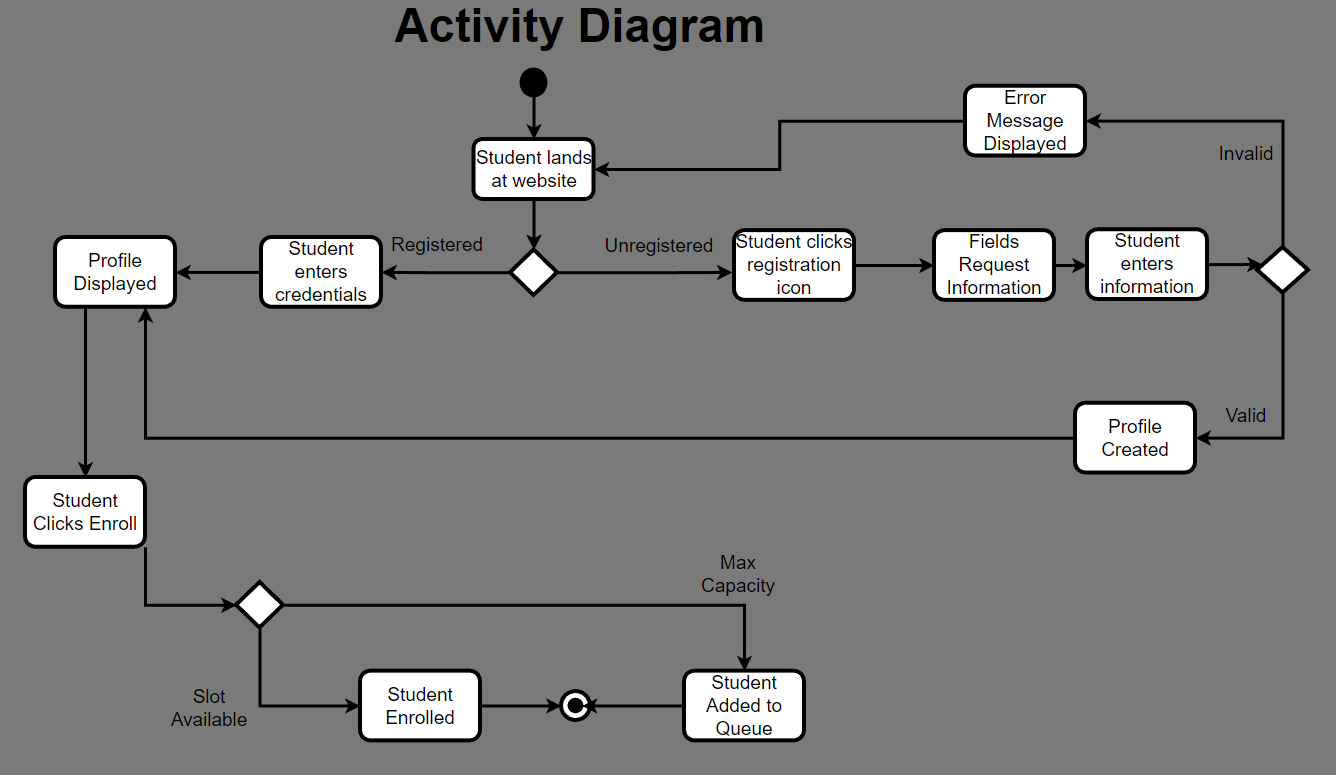 Activity Diagram
Error
Message
Displayed
Invalid
Student lands
at website
Registered
Unregistered
Profile
Displayed
Student
enters
credentials
Student clicks
registration
icon
Fields
Request
Information
Student
enters
information
Valid
Profile
Created
Student
Clicks Enroll
Max
Capacity
Slot
Available
Student
Enrolled
Student
Added to
Queue